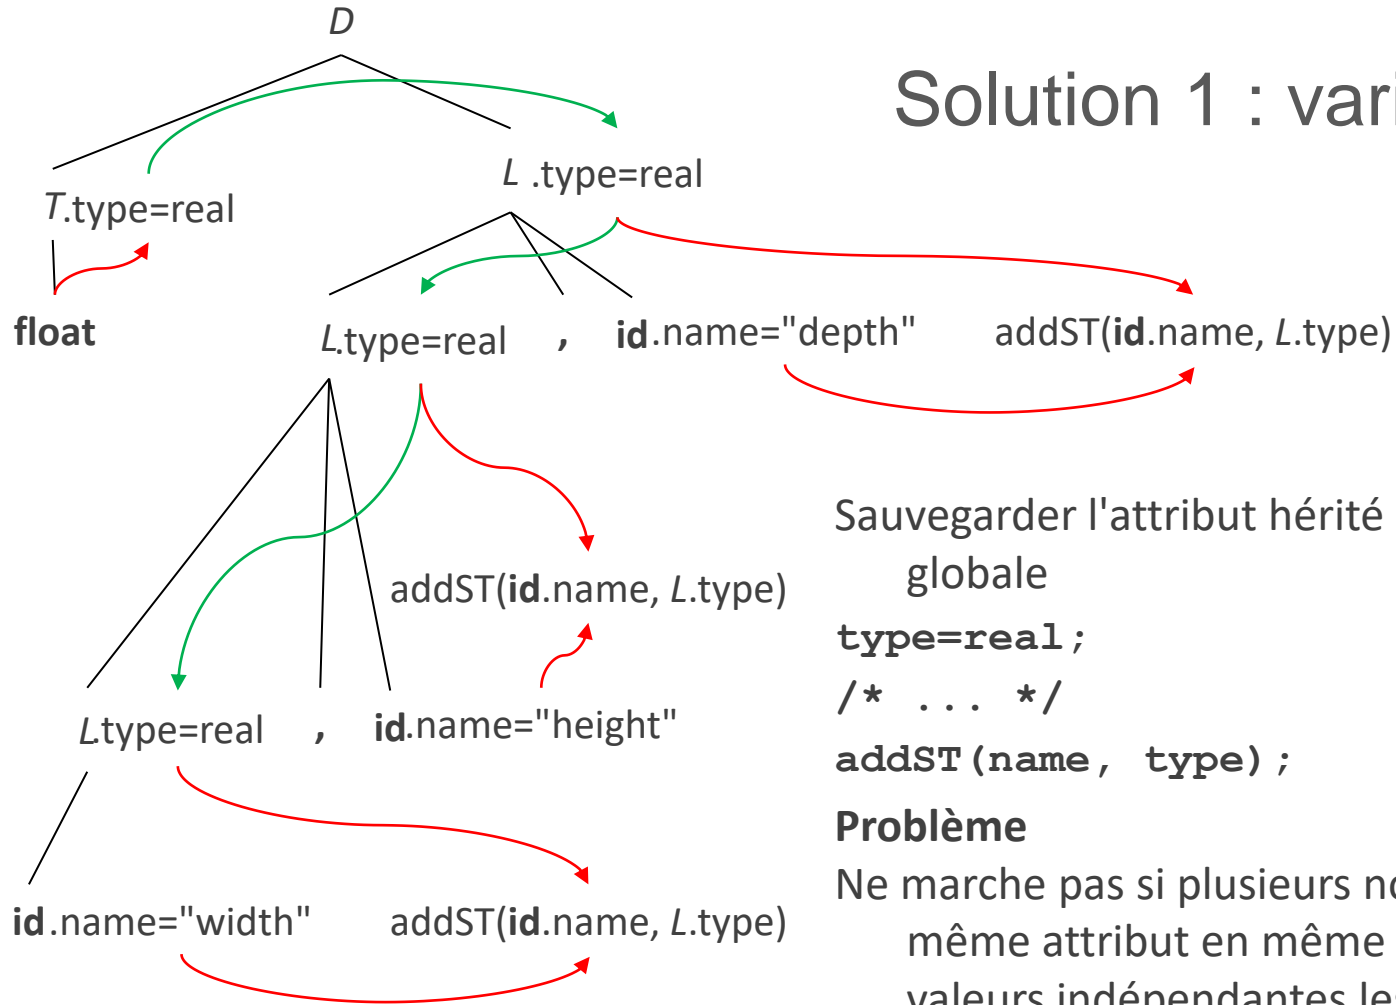 D
Solution 1 :
L .type=real
T.type=real
float
L.type=real , id.name="depth" addST(id.name, L.type)
Sauvegarder l'attribut hérité
globale
addST(id.name, L.type)
type=real;
/* ... */
L.type=real , id.name="height"
addST(name, type);
Problème
Ne marche pas si plusieurs
id.name="width" addST(id.name, L.type)
même attribut en même
valeurs indépendantes